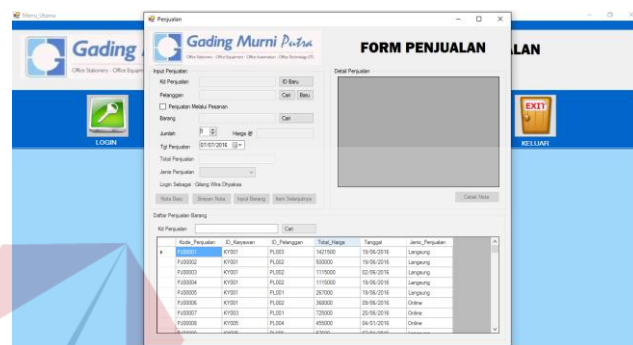 Menu_Utama
Penjualan
Gading
Office Stationery - Office Equipm
Gading Murni Putra
Office Stationery - Office Equipment - Office Automation - Office Technology (IT)
FORM PENJUALAN
LAN
LOGIN
EXIT
KELUAR
Input Penjualan
Detail Penjualan
Kd Penjualan
ID Baru
Pelanggan
Cari Baru
Penjualan Melalui Pesanan
Barang
Cari
Jumlah 1 Harga @
Tgl Penjualan 01/07/2016
Total Penjualan
Jenis Penjualan
Login Sebagai : Gilang Wira Dhyaksa
Nota Baru Simpan Nota Input Barang Item Selanjutnya
Cetak Nota
Daftar Penjualan Barang
Kd Penjualan Cari
Kode_Penjualan ID_Karyawan ID_Pelanggan Total_Harga Tanggal Jenis_Penjualan
PJ00001 KY001 PL003 1421500 19/06/2016 Langsung
PJ00002 KY001 PL002 500000 19/06/2016 Langsung
PJ00003 KY001 PL002 1115000 02/06/2016 Langsung
PJ00004 KY001 PL002 1115000 19/06/2016 Langsung
PJ00005 KY001 PL001 267000 19/06/2016 Langsung
PJ00006 KY001 PL002 368000 09/06/2016 Online
PJ00007 KY003 PL001 725000 20/06/2016 Online
PJ00008 KY005 PL004 455000 04/01/2016 Online